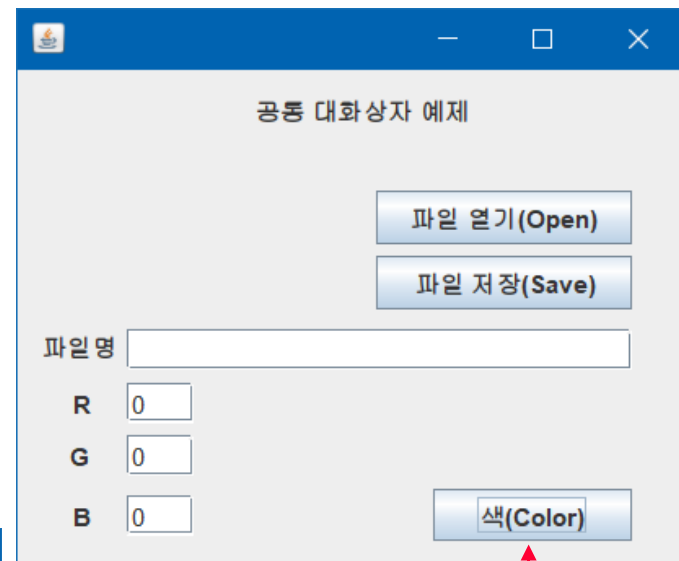 공통 대화상자 예제
파일 열기(Open)
파일 저장(Save)
파일명
R 0
G 0
B 0 색(Color)